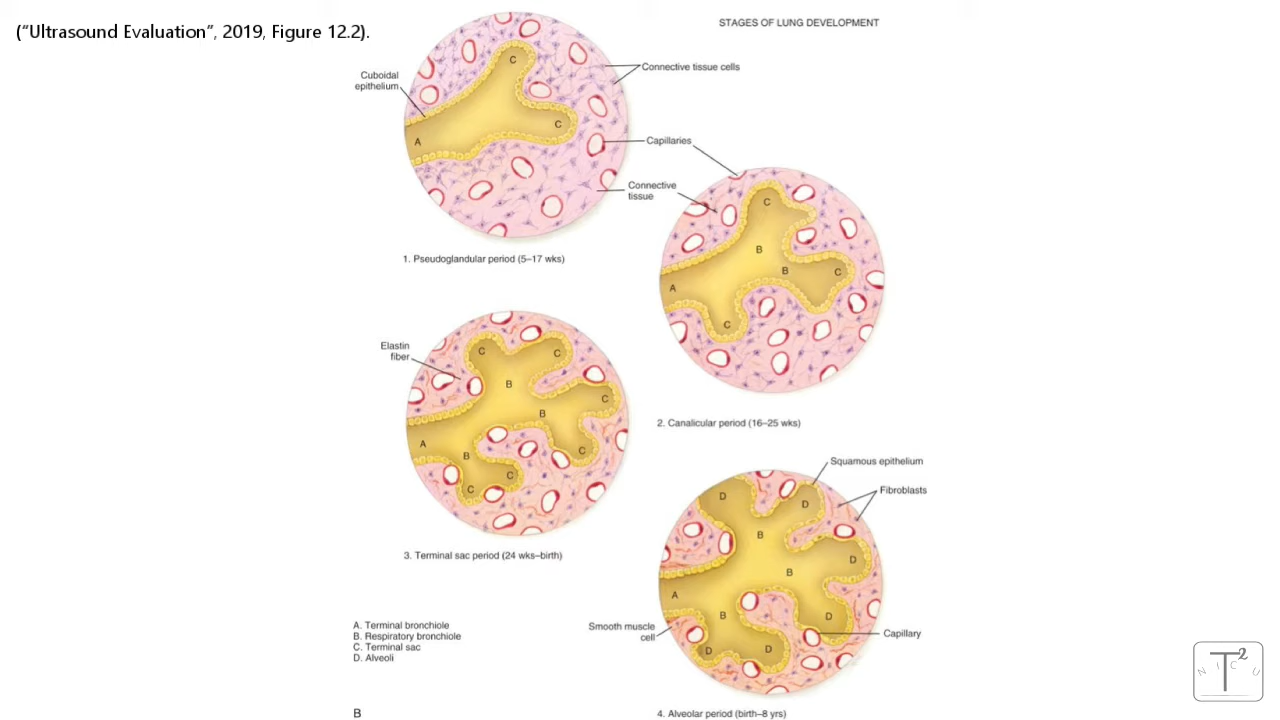 ("Ultrasound Evaluation", 2019, Figure 12.2).
STAGES OF LUNG DEVELOPMENT
Cuboidal
epithelium
C
C
A
Connective tissue cells
Capillaries
Connective
tissue
1. Pseudoglandular period (5–17 wks)
C
B
B
C
A
C
2. Canalicular period (16–25 wks)
Elastin
fiber
C
C
B
C
B
A
B
C
C
C
3. Terminal sac period (24 wks–birth)
Squamous epithelium
Fibroblasts
D
D
B
D
B
A
B
D
D
D
Smooth muscle
cell
Capillary
4. Alveolar period (birth–8 yrs)
A. Terminal bronchiole
B. Respiratory bronchiole
C. Terminal sac
D. Alveoli
B
T2
NICU